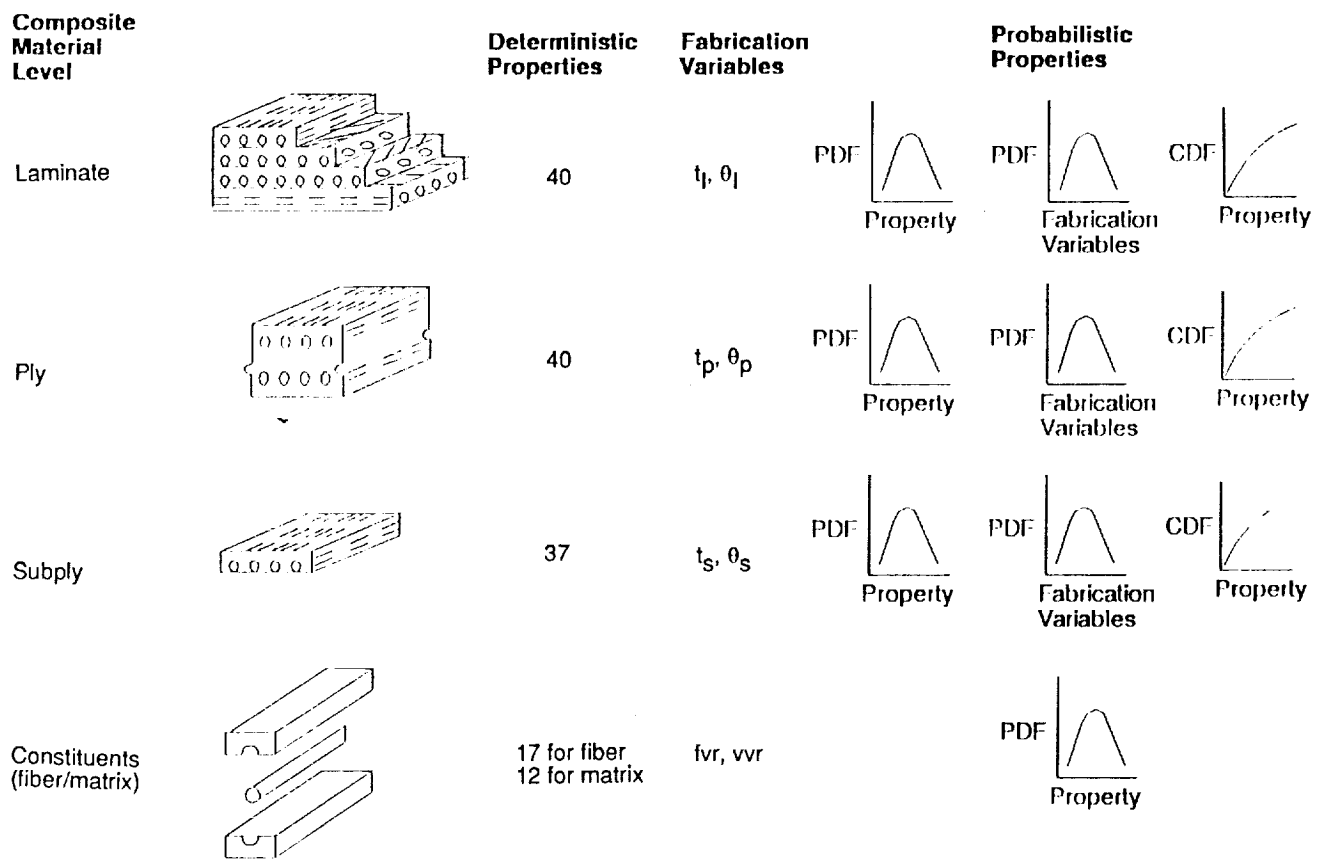 Composite
Material
Level
Deterministic
Properties
Fabrication
Variables
Probabilistic
Properties
Laminate
40
tl, θl
PDF
Property
PDF
Fabrication
Variables
CDF
Property
Ply
40
tp, θp
PDF
Property
PDF
Fabrication
Variables
CDF
Property
Subply
37
ts, θs
PDF
Property
PDF
Fabrication
Variables
CDF
Property
Constituents
(fiber/matrix)
17 for fiber
12 for matrix
fvr, vvr
PDF
Property